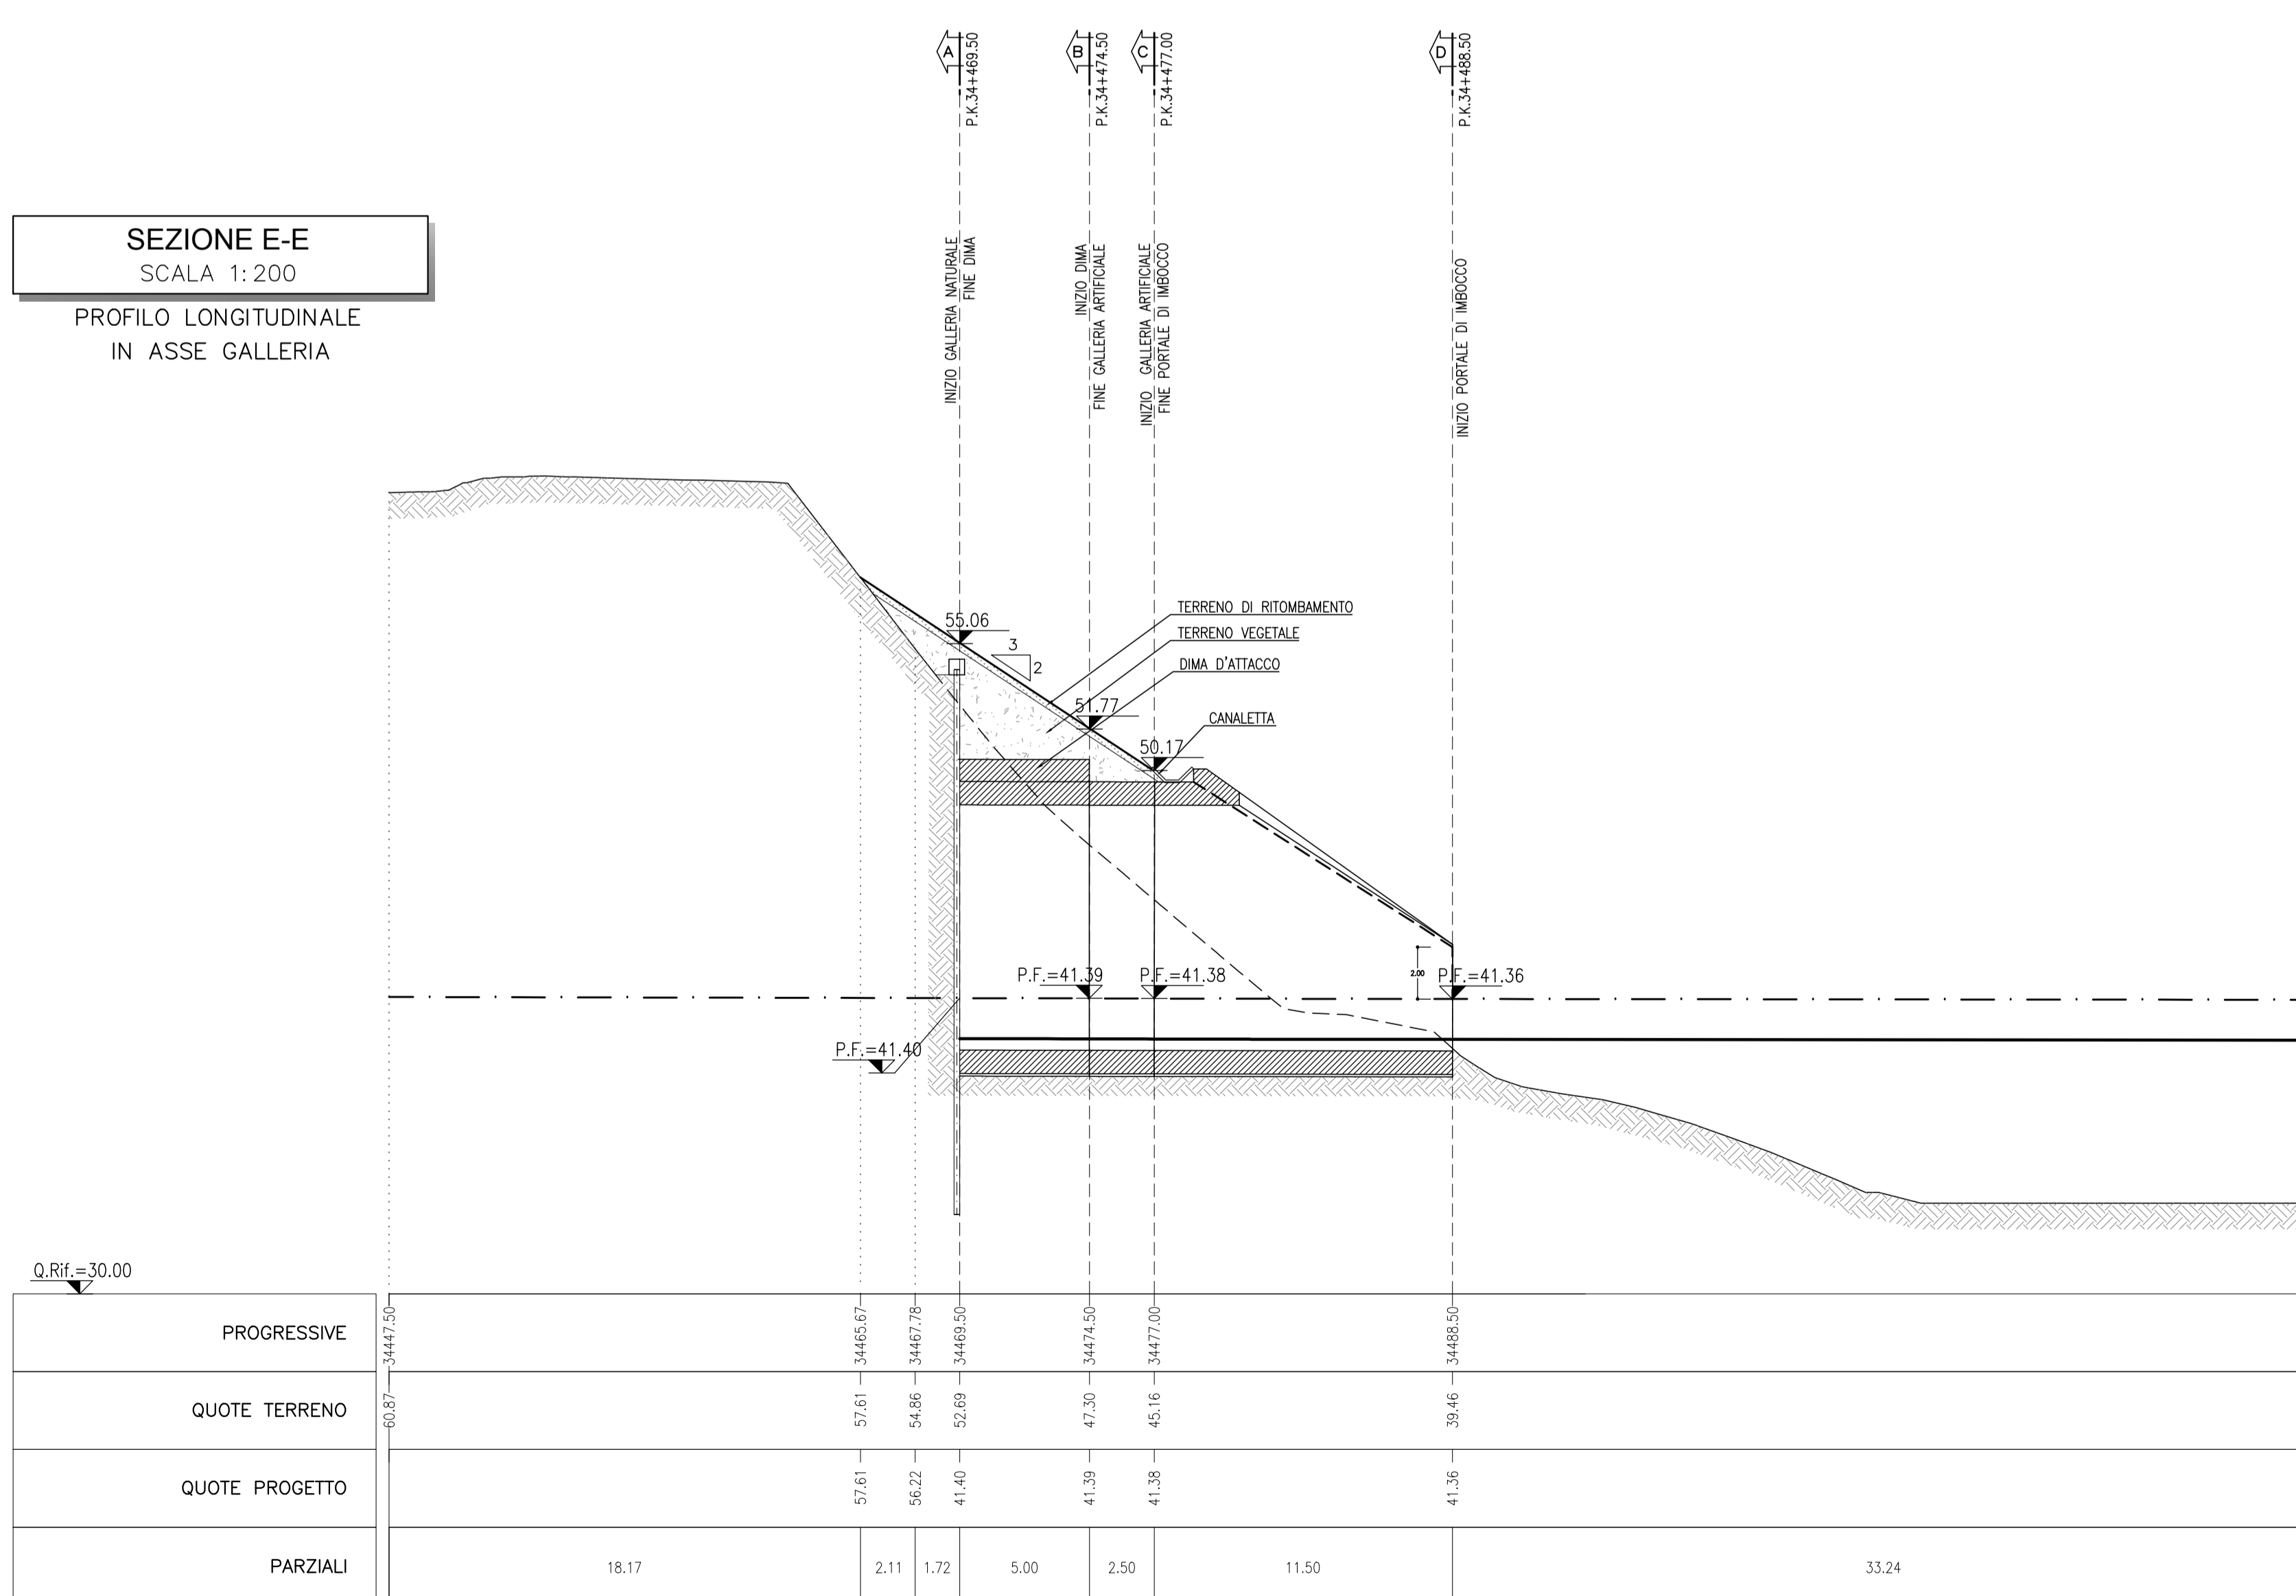 A
P.K.34+469.50
B
P.K.34+474.50
C
P.K.34+477.00
D
P.K.34+488.50
SEZIONE E-E
SCALA 1:200
PROFILO LONGITUDINALE
IN ASSE GALLERIA
INIZIO GALLERIA NATURALE
FINE DIMA
INIZIO DIMA
FINE GALLERIA ARTIFICIALE
INIZIO GALLERIA ARTIFICIALE
FINE PORTALE DI IMBOCCO
INIZIO PORTALE DI IMBOCCO
TERRENO DI RITOMBAMENTO
55.06
TERRENO VEGETALE
3
2
DIMA D'ATTACCO
51.77
CANALETTA
50.17
P.F.=41.39
P.F.=41.38
2.00
P.F.=41.36
P.F.=41.40
Q.Rif.=30.00
PROGRESSIVE
34447.50
34465.67
34467.78
34469.50
34474.50
34477.00
34488.50
QUOTE TERRENO
60.87
57.61
54.86
52.69
47.30
45.16
39.46
QUOTE PROGETTO
57.61
56.22
41.40
41.39
41.38
41.36
PARZIALI
18.17
2.11
1.72
5.00
2.50
11.50
33.24